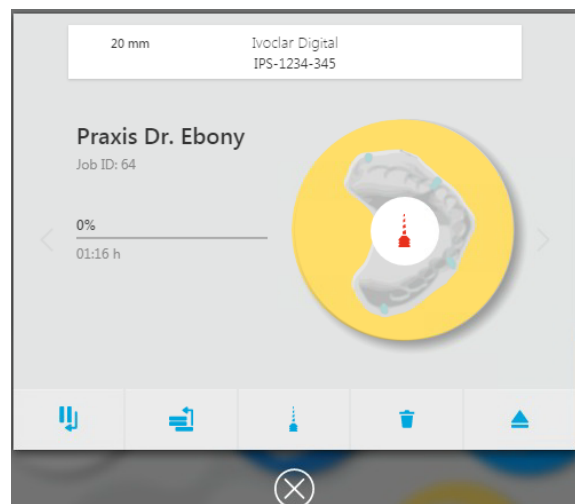 20 mm
Ivoclar Digital
IPS-1234-345
Praxis Dr. Ebony
Job ID: 64
0%
01:16 h